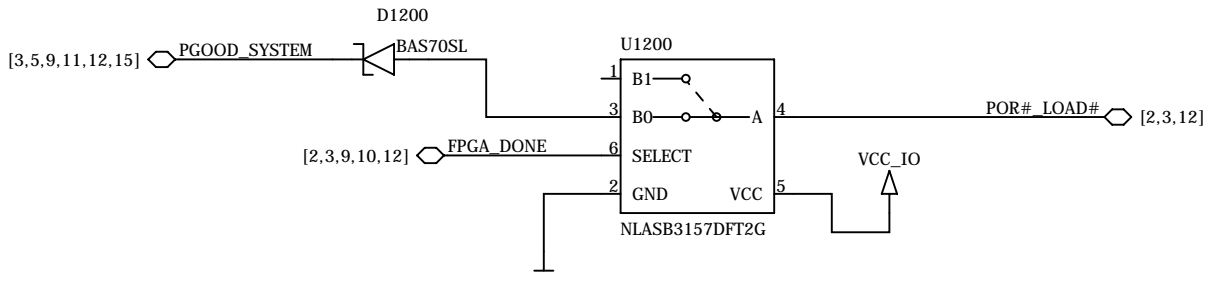 D1200
[3,5,9,11,12,15] PGOOD_SYSTEM BAS70SL
U1200
1 B1
3 B0 A 4 POR#_LOAD# [2,3,12]
[2,3,9,10,12] FPGA_DONE 6 SELECT
VCC_IO
2 GND VCC 5
NLASB3157DFT2G